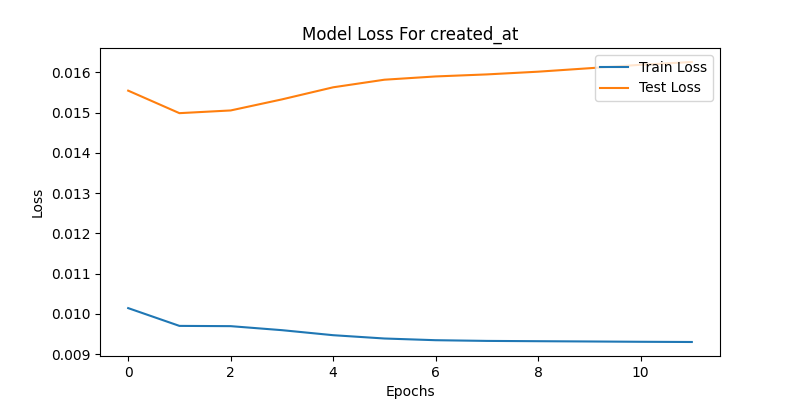 Model Loss For created_at
0.016
0.015
0.014
0.013
0.012
0.011
0.010
0.009
Loss
Train Loss
Test Loss
0 2 4 6 8 10
Epochs